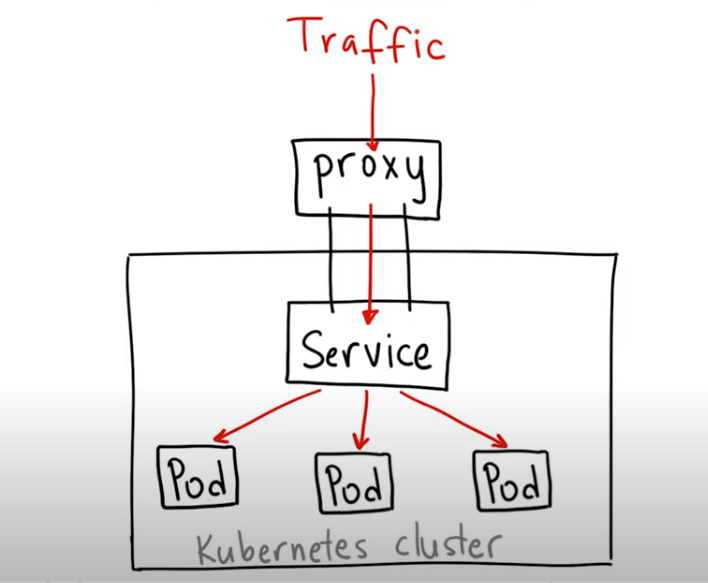 Traffic
proxy
Service
Pod
Pod
Pod
Kubernetes cluster